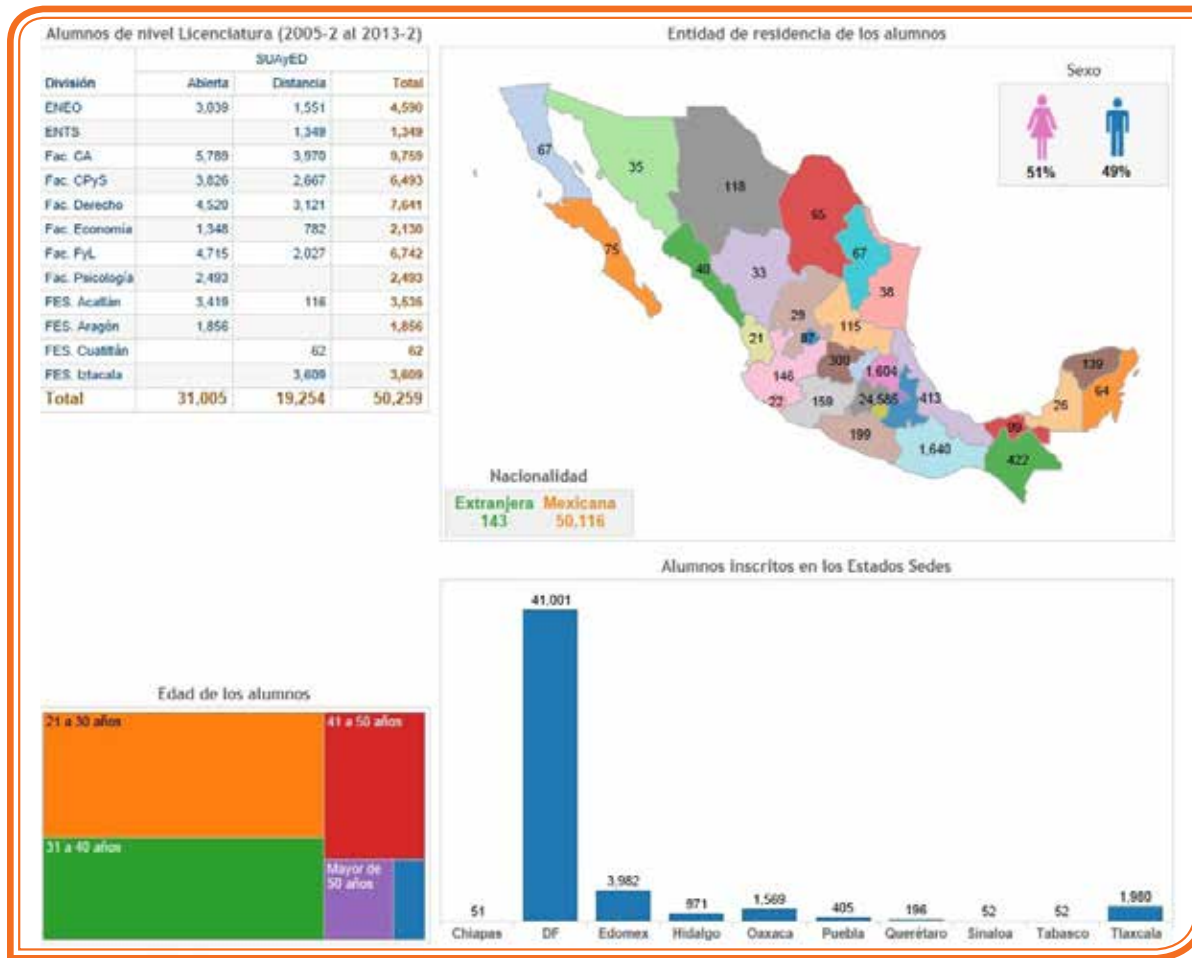 Alumnos de nivel Licenciatura (2005-2 al 2013-2)
SUAyED
División Abierta Distancia Total
ENEO 3,039 1,551 4,590
ENTS 1,349 1,349
Fac. CA 5,789 3,970 9,759
Fac. CPyS 3,826 2,667 6,493
Fac. Derecho 4,520 3,121 7,641
Fac. Economía 1,348 782 2,130
Fac. FyL 4,715 2,027 6,742
Fac. Psicología 2,493 2,493
FES. Acatlán 3,419 116 3,535
FES. Aragón 1,856 1,856
FES. Cuatitlán 62 62
FES. Iztacala 3,609 3,609
Total 31,005 19,254 50,259
Entidad de residencia de los alumnos
Sexo
51% 49%
67
35
118
65
75
40
33
67
38
29
115
21
87
146
300
1,604
22
159
24,585
413
199
1,640
99
422
26
139
64
Nacionalidad
Extranjera Mexicana
143 50,116
Edad de los alumnos
21 a 30 años
41 a 50 años
31 a 40 años
Mayor de
50 años
Alumnos inscritos en los Estados Sedes
51 41,001 3,982 971 1,569 405 196 52 52 1,980
Chiapas DF Edomex Hidalgo Oaxaca Puebla Querétaro Sinaloa Tabasco Tlaxcala